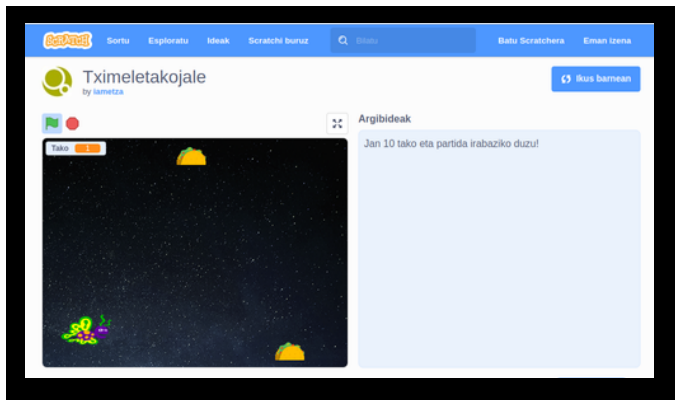 SCRATCH Sortu Esploratu Ideak Scratchi buruz Bilatu Batu Scratchera Eman izena
Tximeletakojale
by iametza
Ikus barnean
Argibideak
Tako 1
Jan 10 tako eta partida irabaziko duzu!